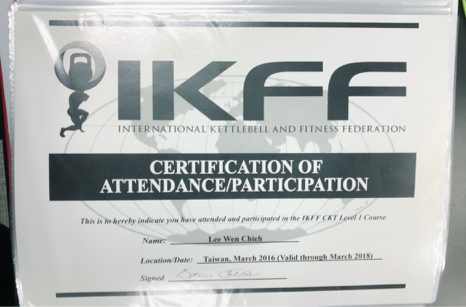 IKFF
INTERNATIONAL KETTLEBELL AND FITNESS FEDERATION
CERTIFICATION OF
ATTENDANCE/PARTICIPATION
This is to hereby indicate you have attended and participated in the IKFF CKT Level 1 Course
Name: Lee Wen Chieh
Location/Date: Taiwan, March 2016 (Valid through March 2018)
Signed